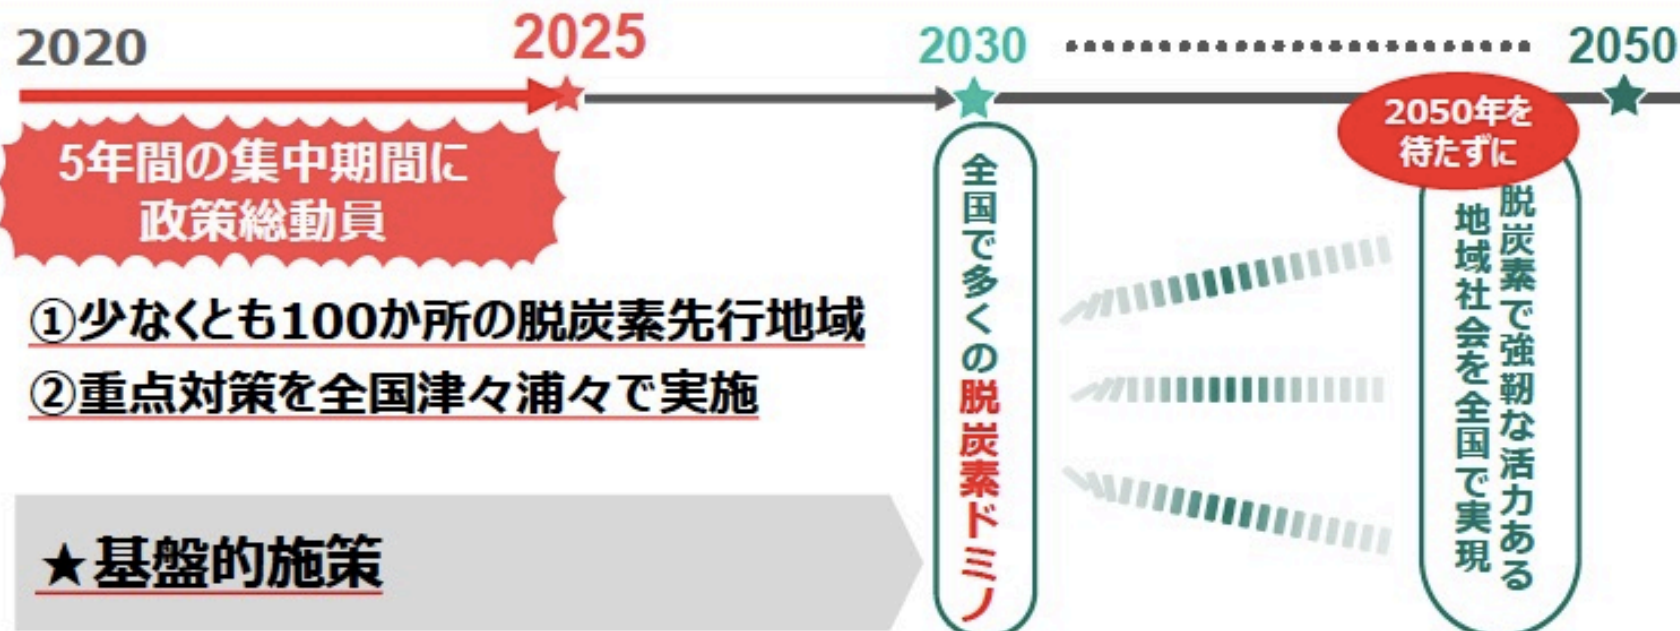 2020
2025
2030
2050
5年間の集中期間に
政策総動員
①少なくとも100か所の脱炭素先行地域
②重点対策を全国津々浦々で実施
★基盤的施策
全国で多くの脱炭素ドミノ
2050年を
待たずに
脱炭素で強靭な活力ある
地域社会を全国で実現